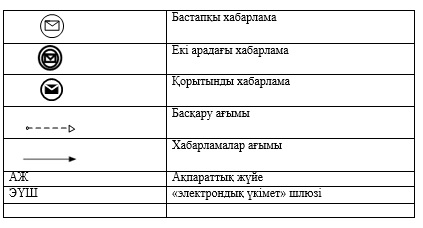 Бастапқы хабарлама
Екі арадағы хабарлама
Қорытынды хабарлама
Басқару ағымы
Хабарламалар ағымы
АЖ Ақпараттық жүйе
ЭҮШ «электрондық үкімет» шлюзі